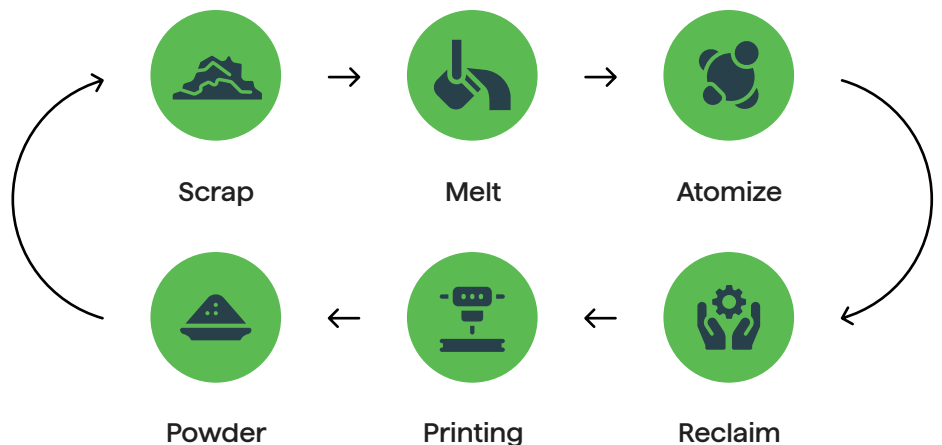 Scrap
Melt
Atomize
Powder
Printing
Reclaim